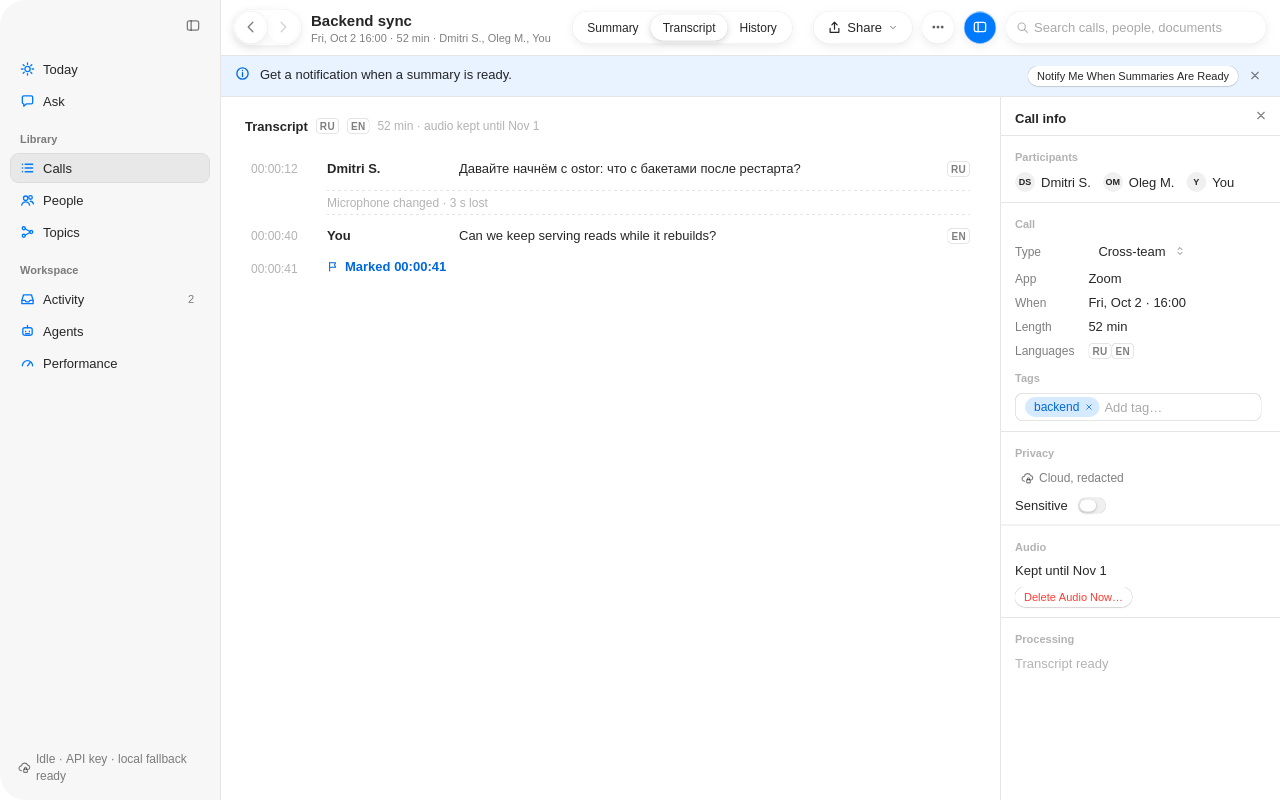 Today
Ask
Library
Calls
People
Topics
Workspace
Activity 2
Agents
Performance
Idle · API key · local fallback
ready
Backend sync
Fri, Oct 2 16:00 · 52 min · Dmitri S., Oleg M., You
Summary Transcript History
Share
Search calls, people, documents
Get a notification when a summary is ready.
Notify Me When Summaries Are Ready
Transcript RU EN 52 min · audio kept until Nov 1
00:00:12 Dmitri S. Давайте начнём с ostor: что с бакетами после рестарта? RU
Microphone changed · 3 s lost
00:00:40 You Can we keep serving reads while it rebuilds? EN
00:00:41 Marked 00:00:41
Call info
Participants
DS Dmitri S. OM Oleg M. Y You
Call
Type Cross-team
App Zoom
When Fri, Oct 2 · 16:00
Length 52 min
Languages RU EN
Tags
backend × Add tag…
Privacy
Cloud, redacted
Sensitive
Audio
Kept until Nov 1
Delete Audio Now…
Processing
Transcript ready